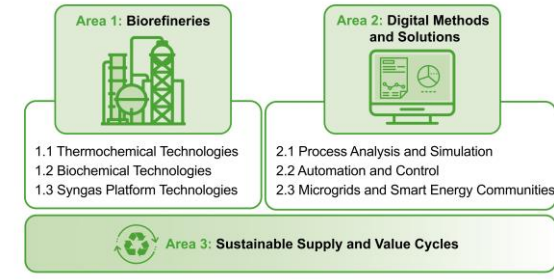 Area 1: Biorefineries
1.1 Thermochemical Technologies
1.2 Biochemical Technologies
1.3 Syngas Platform Technologies
Area 2: Digital Methods
and Solutions
2.1 Process Analysis and Simulation
2.2 Automation and Control
2.3 Microgrids and Smart Energy Communities
Area 3: Sustainable Supply and Value Cycles